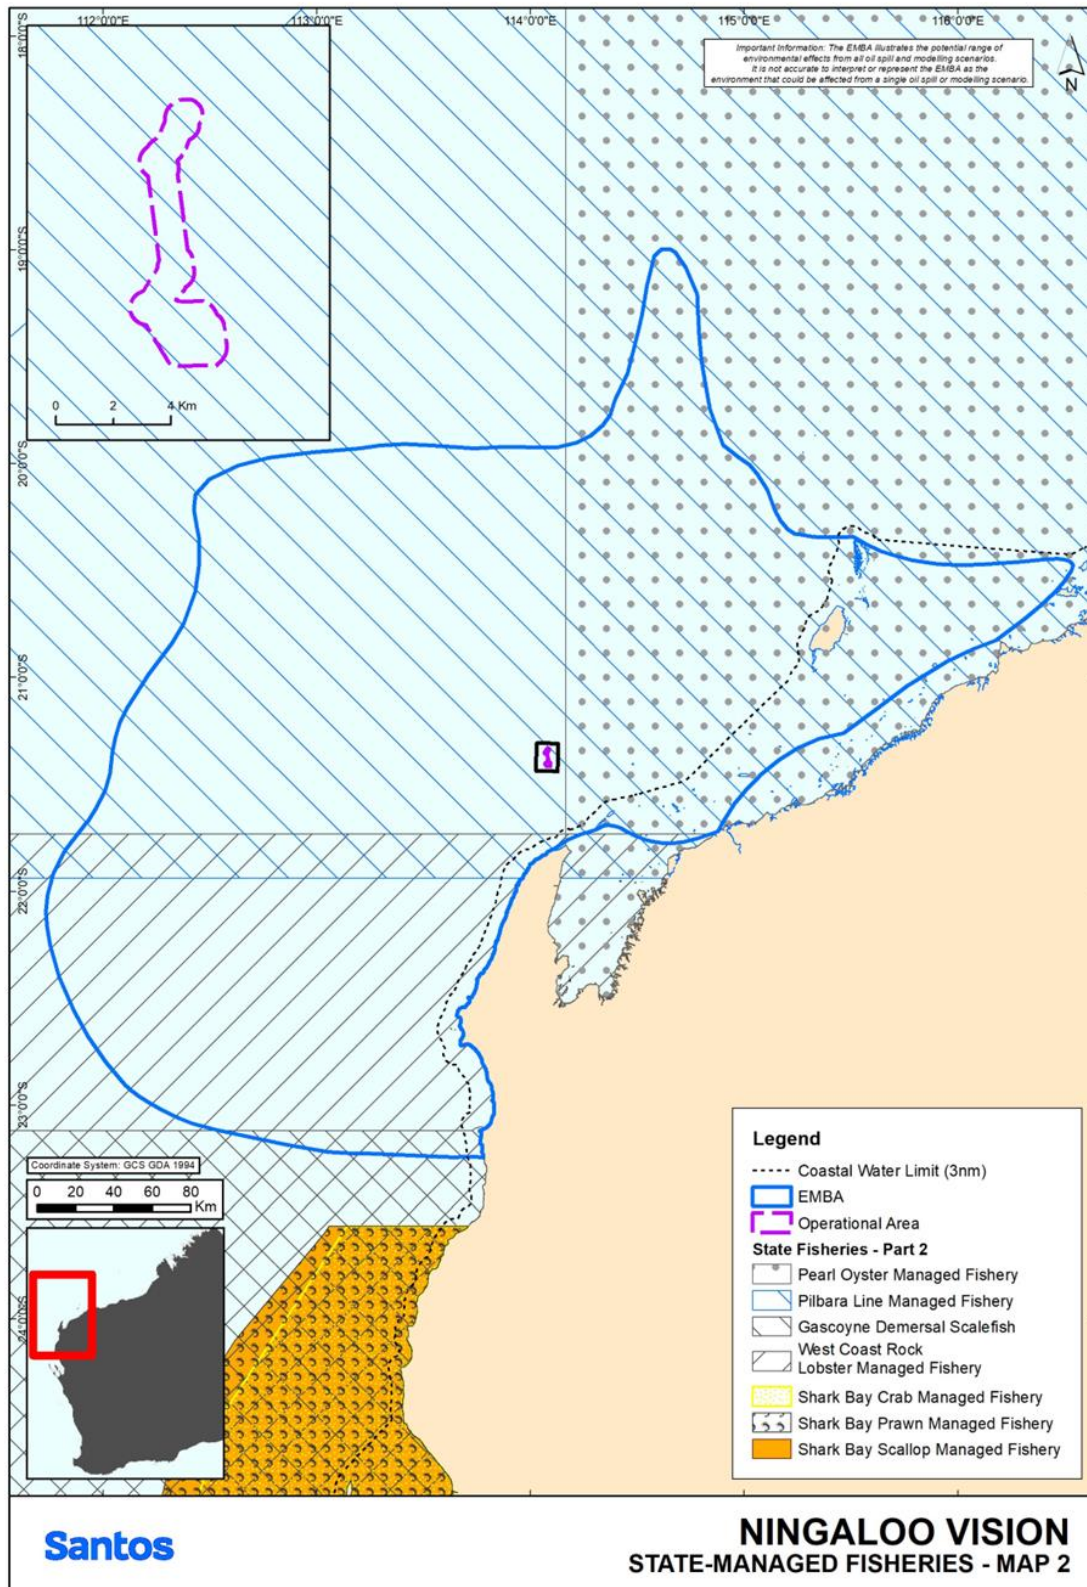 112°0'0"E 113°0'0"E 114°0'0"E 115°0'0"E 116°0'0"E
18°0'0"S
19°0'0"S
20°0'0"S
21°0'0"S
22°0'0"S
23°0'0"S
24°0'0"S
Important Information: The EMBA illustrates the potential range of
environmental effects from all oil spill and modelling scenarios.
It is not accurate to interpret or represent the EMBA as the
environment that could be affected from a single oil spill or modelling scenario.
N
0 2 4 Km
Coordinate System: GCS GDA 1994
0 20 40 60 80
Km
Legend
Coastal Water Limit (3nm)
EMBA
Operational Area
State Fisheries - Part 2
Pearl Oyster Managed Fishery
Pilbara Line Managed Fishery
Gascoyne Demersal Scalefish
West Coast Rock
Lobster Managed Fishery
Shark Bay Crab Managed Fishery
Shark Bay Prawn Managed Fishery
Shark Bay Scallop Managed Fishery
Santos
NINGALOO VISION
STATE-MANAGED FISHERIES - MAP 2